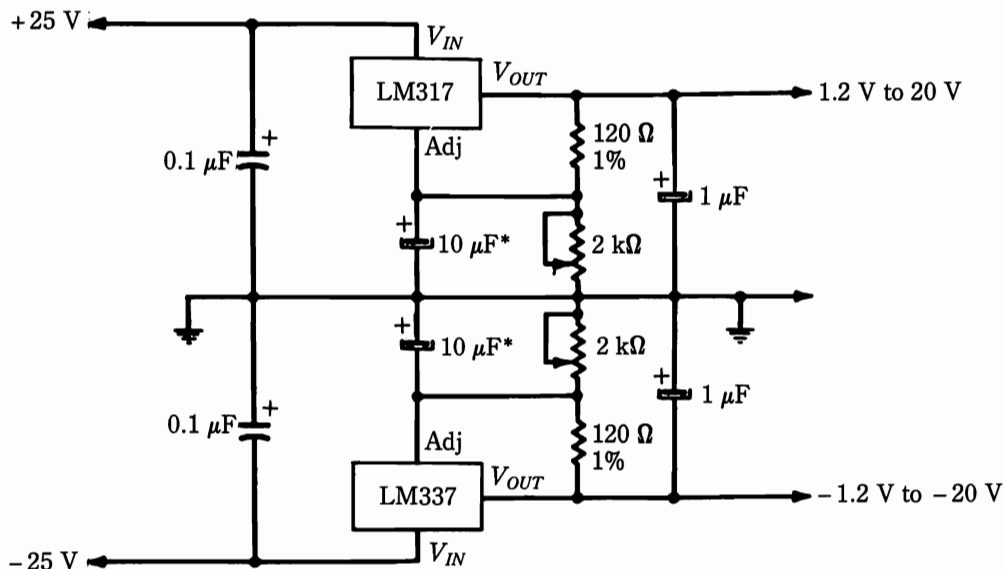 +25 V
V_IN
LM317
V_OUT
1.2 V to 20 V
Adj
120 Ω
1%
+
0.1 μF
+
1 μF
+
10 μF*
2 kΩ
+
10 μF*
2 kΩ
+
1 μF
+
0.1 μF
Adj
120 Ω
1%
LM337
V_OUT
−1.2 V to −20 V
−25 V
V_IN